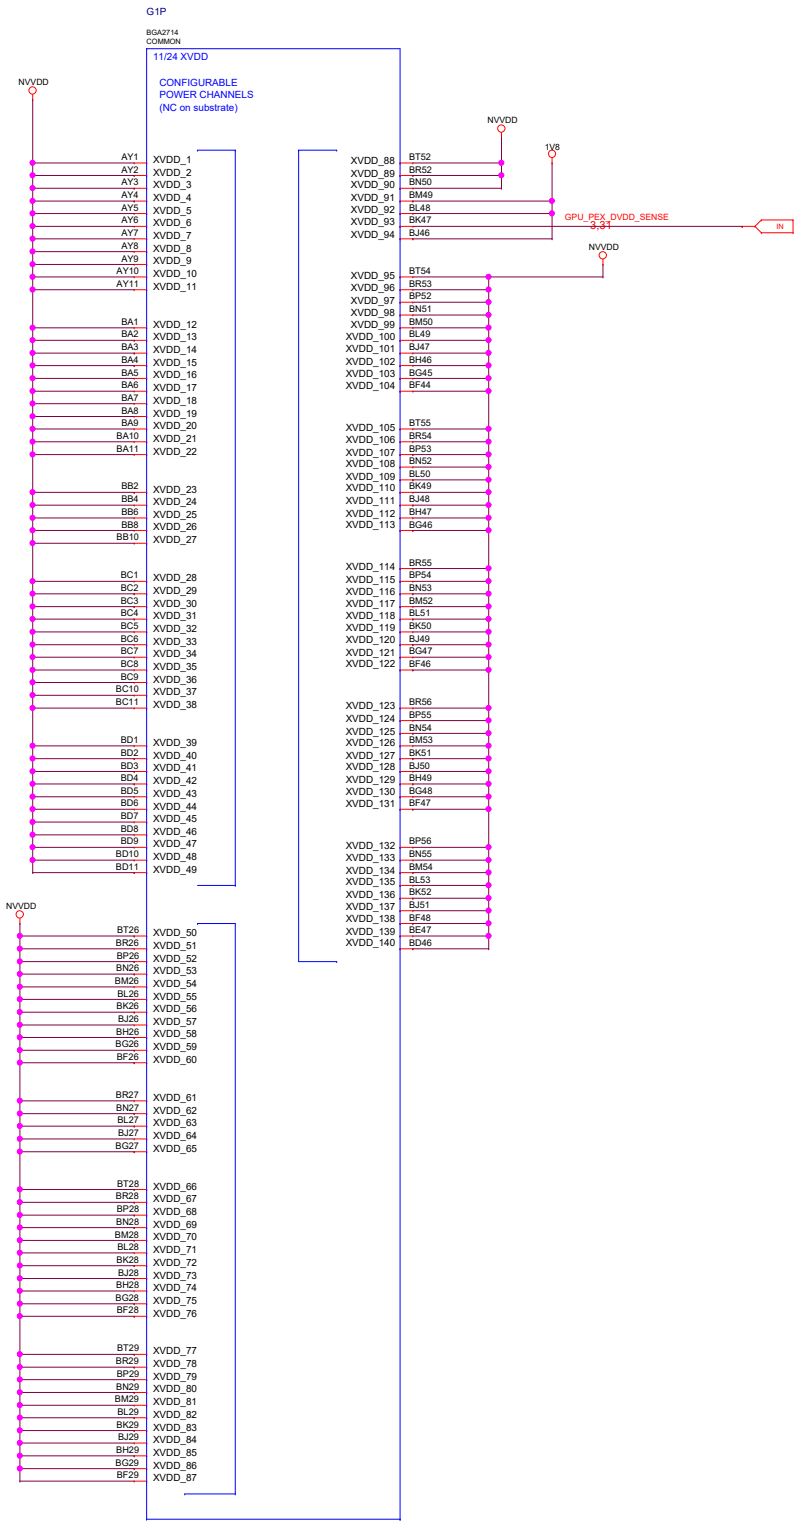 G1P
BGA2714
COMMON
11/24 XVDD
CONFIGURABLE
POWER CHANNELS
(NC on substrate)
NVVDD
AY1 XVDD_1
AY2 XVDD_2
AY3 XVDD_3
AY4 XVDD_4
AY5 XVDD_5
AY6 XVDD_6
AY7 XVDD_7
AY8 XVDD_8
AY9 XVDD_9
AY10 XVDD_10
AY11 XVDD_11
BA1 XVDD_12
BA2 XVDD_13
BA3 XVDD_14
BA4 XVDD_15
BA5 XVDD_16
BA6 XVDD_17
BA7 XVDD_18
BA8 XVDD_19
BA9 XVDD_20
BA10 XVDD_21
BA11 XVDD_22
BB2 XVDD_23
BB4 XVDD_24
BB6 XVDD_25
BB8 XVDD_26
BB10 XVDD_27
BC1 XVDD_28
BC2 XVDD_29
BC3 XVDD_30
BC4 XVDD_31
BC5 XVDD_32
BC6 XVDD_33
BC7 XVDD_34
BC8 XVDD_35
BC9 XVDD_36
BC10 XVDD_37
BC11 XVDD_38
BD1 XVDD_39
BD2 XVDD_40
BD3 XVDD_41
BD4 XVDD_42
BD5 XVDD_43
BD6 XVDD_44
BD7 XVDD_45
BD8 XVDD_46
BD9 XVDD_47
BD10 XVDD_48
BD11 XVDD_49
NVVDD
BT26 XVDD_50
BR26 XVDD_51
BP26 XVDD_52
BN26 XVDD_53
BM26 XVDD_54
BL26 XVDD_55
BK26 XVDD_56
BJ26 XVDD_57
BH26 XVDD_58
BG26 XVDD_59
BF26 XVDD_60
BR27 XVDD_61
BN27 XVDD_62
BL27 XVDD_63
BJ27 XVDD_64
BG27 XVDD_65
BT28 XVDD_66
BR28 XVDD_67
BP28 XVDD_68
BN28 XVDD_69
BM28 XVDD_70
BL28 XVDD_71
BK28 XVDD_72
BJ28 XVDD_73
BH28 XVDD_74
BG28 XVDD_75
BF28 XVDD_76
BT29 XVDD_77
BR29 XVDD_78
BP29 XVDD_79
BN29 XVDD_80
BM29 XVDD_81
BL29 XVDD_82
BK29 XVDD_83
BJ29 XVDD_84
BH29 XVDD_85
BG29 XVDD_86
BF29 XVDD_87
NVVDD
1V8
XVDD_88 BT52
XVDD_89 BR52
XVDD_90 BN50
XVDD_91 BM49
XVDD_92 BL48
XVDD_93 BK47
XVDD_94 BJ46
GPU_PEX_DVDD_SENSE
3,31
IN
NVVDD
XVDD_95 BT54
XVDD_96 BR53
XVDD_97 BP52
XVDD_98 BN51
XVDD_99 BM50
XVDD_100 BL49
XVDD_101 BJ47
XVDD_102 BH46
XVDD_103 BG45
XVDD_104 BF44
XVDD_105 BT55
XVDD_106 BR54
XVDD_107 BP53
XVDD_108 BN52
XVDD_109 BL50
XVDD_110 BK49
XVDD_111 BJ48
XVDD_112 BH47
XVDD_113 BG46
XVDD_114 BR55
XVDD_115 BP54
XVDD_116 BN53
XVDD_117 BM52
XVDD_118 BL51
XVDD_119 BK50
XVDD_120 BJ49
XVDD_121 BG47
XVDD_122 BF46
XVDD_123 BR56
XVDD_124 BP55
XVDD_125 BN54
XVDD_126 BM53
XVDD_127 BK51
XVDD_128 BJ50
XVDD_129 BH49
XVDD_130 BG48
XVDD_131 BF47
XVDD_132 BP56
XVDD_133 BN55
XVDD_134 BM54
XVDD_135 BL53
XVDD_136 BK52
XVDD_137 BJ51
XVDD_138 BF48
XVDD_139 BE47
XVDD_140 BD46